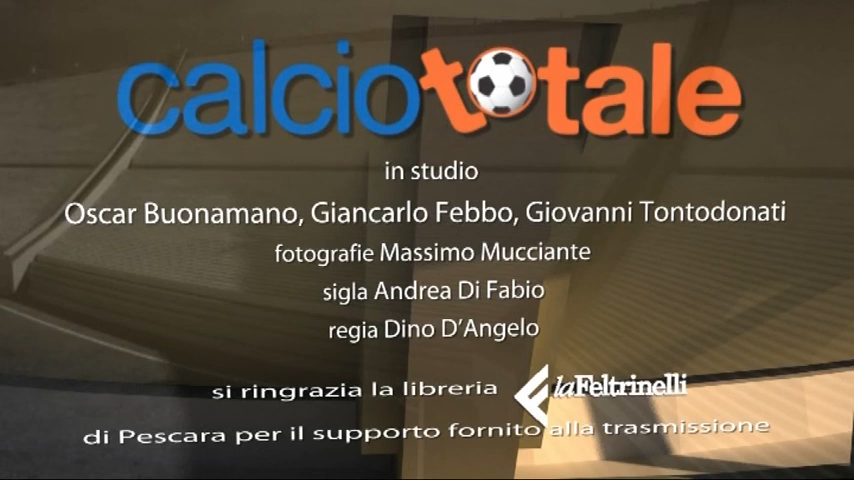 calciototale
in studio
Oscar Buonamano, Giancarlo Febbo, Giovanni Tontodonati
fotografie Massimo Mucciante
sigla Andrea Di Fabio
regia Dino D'Angelo
si ringrazia la libreria laFeltrinelli
di Pescara per il supporto fornito alla trasmissione